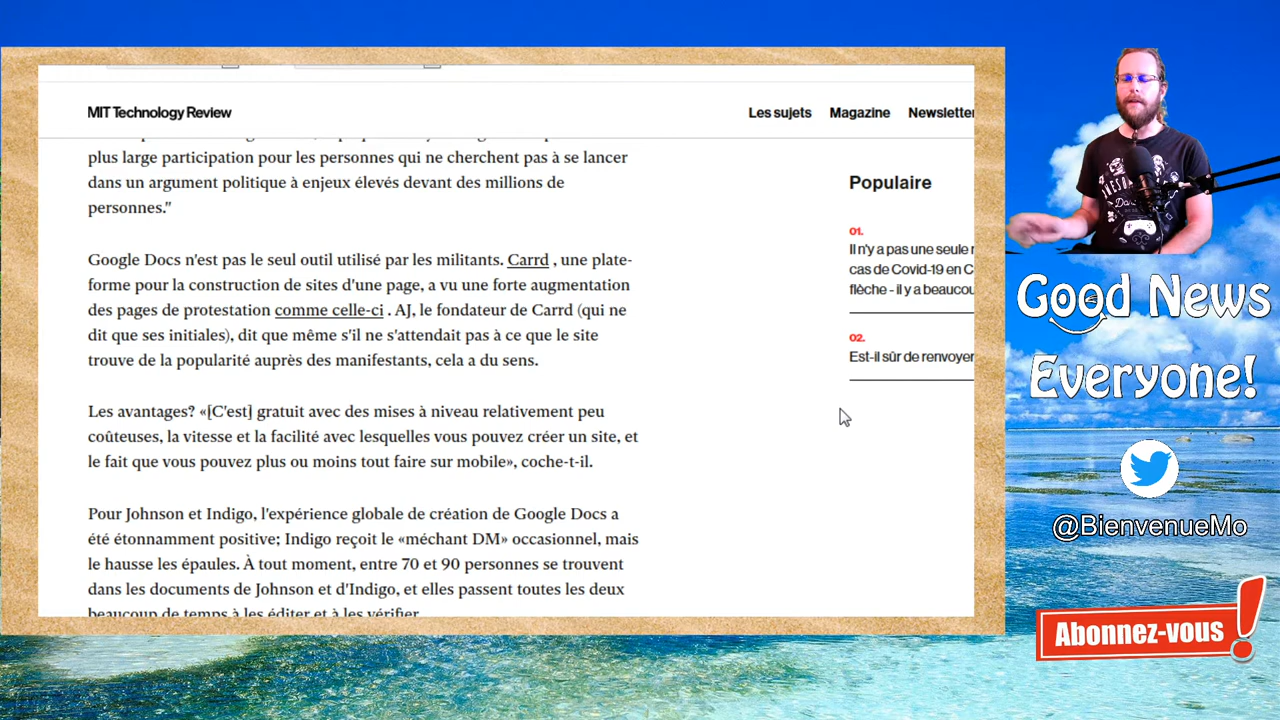 MIT Technology Review
Les sujets Magazine Newsletter
plus large participation pour les personnes qui ne cherchent pas à se lancer
dans un argument politique à enjeux élevés devant des millions de
personnes."
Google Docs n'est pas le seul outil utilisé par les militants. Carrd , une plate-
forme pour la construction de sites d'une page, a vu une forte augmentation
des pages de protestation comme celle-ci . AJ, le fondateur de Carrd (qui ne
dit que ses initiales), dit que même s'il ne s'attendait pas à ce que le site
trouve de la popularité auprès des manifestants, cela a du sens.
Les avantages? «[C'est] gratuit avec des mises à niveau relativement peu
coûteuses, la vitesse et la facilité avec lesquelles vous pouvez créer un site, et
le fait que vous pouvez plus ou moins tout faire sur mobile», coche-t-il.
Pour Johnson et Indigo, l'expérience globale de création de Google Docs a
été étonnamment positive; Indigo reçoit le «méchant DM» occasionnel, mais
le hausse les épaules. À tout moment, entre 70 et 90 personnes se trouvent
dans les documents de Johnson et d'Indigo, et elles passent toutes les deux
beaucoup de temps à les éditer et à les vérifier.
Populaire
01.
Il n'y a pas une seule
cas de Covid-19 en C
flèche - il y a beaucou
02.
Est-il sûr de renvoyer
AWESOME
Good News
Everyone!
@BienvenueMo
Abonnez-vous !